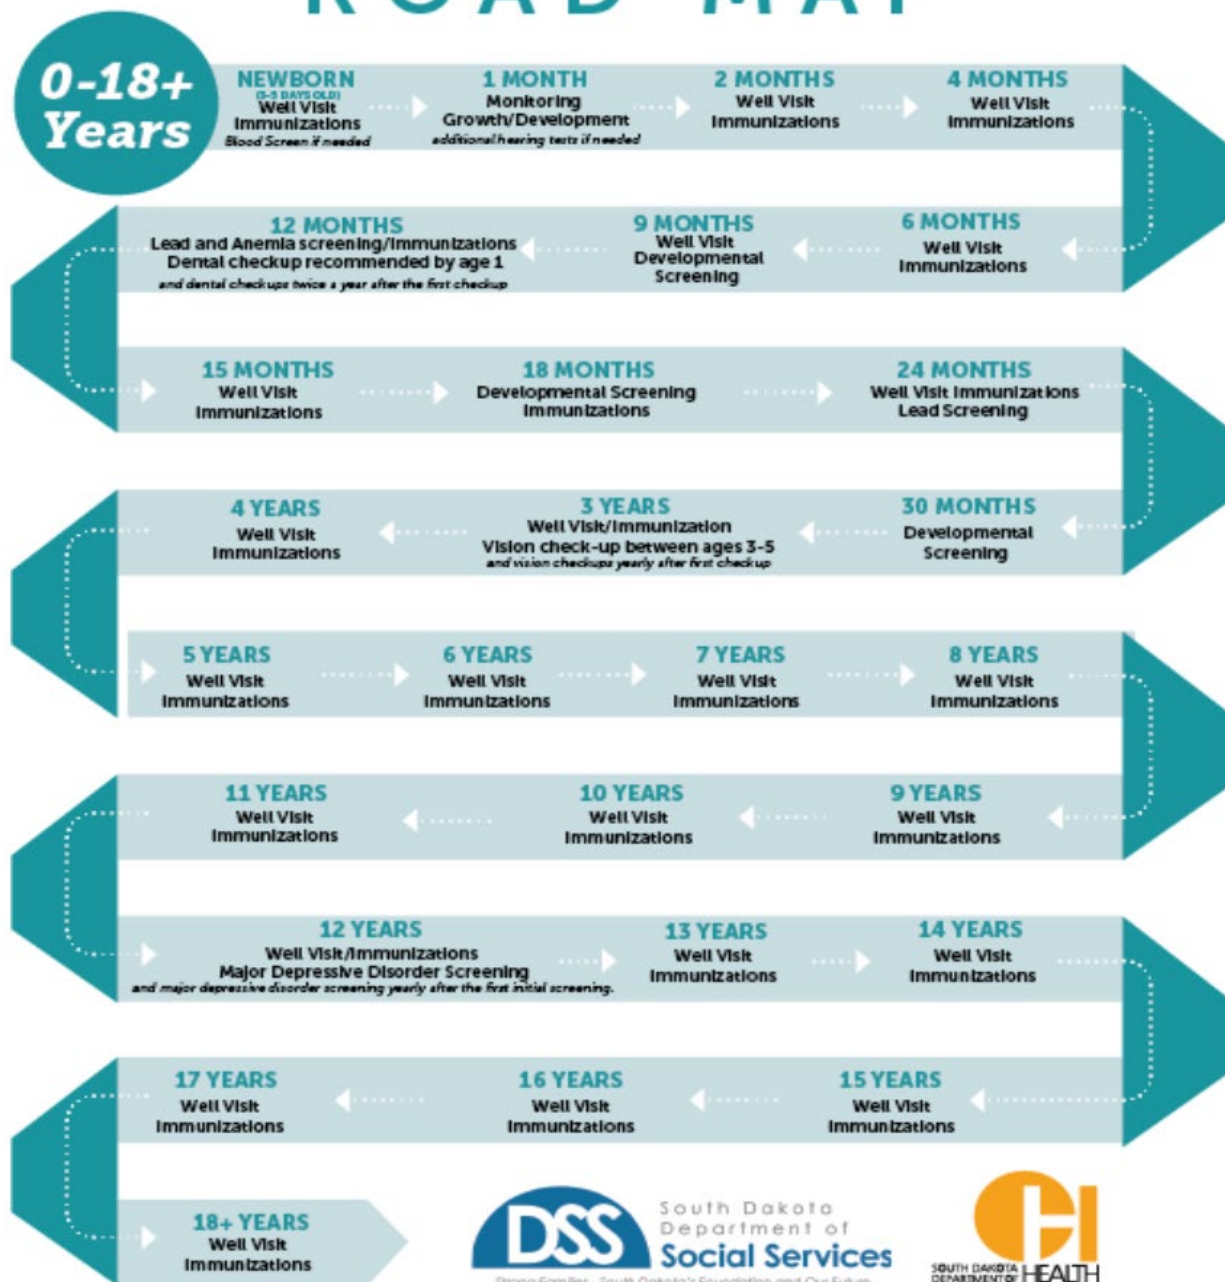 ROAD MAP
0-18+
Years
NEWBORN
(3-5 DAYS OLD)
Well Visit
Immunizations
Blood Screen if needed
1 MONTH
Monitoring
Growth/Development
additional hearing tests if needed
2 MONTHS
Well Visit
Immunizations
4 MONTHS
Well Visit
Immunizations
6 MONTHS
Well Visit
Immunizations
9 MONTHS
Well Visit
Developmental
Screening
12 MONTHS
Lead and Anemia screening/Immunizations
Dental checkup recommended by age 1
and dental checkups twice a year after the first checkup
15 MONTHS
Well Visit
Immunizations
18 MONTHS
Developmental Screening
Immunizations
24 MONTHS
Well Visit Immunizations
Lead Screening
30 MONTHS
Developmental
Screening
3 YEARS
Well Visit/Immunization
Vision check-up between ages 3-5
and vision checkups yearly after first checkup
4 YEARS
Well Visit
Immunizations
5 YEARS
Well Visit
Immunizations
6 YEARS
Well Visit
Immunizations
7 YEARS
Well Visit
Immunizations
8 YEARS
Well Visit
Immunizations
9 YEARS
Well Visit
Immunizations
10 YEARS
Well Visit
Immunizations
11 YEARS
Well Visit
Immunizations
12 YEARS
Well Visit/Immunizations
Major Depressive Disorder Screening
and major depressive disorder screening yearly after the first initial screening.
13 YEARS
Well Visit
Immunizations
14 YEARS
Well Visit
Immunizations
15 YEARS
Well Visit
Immunizations
16 YEARS
Well Visit
Immunizations
17 YEARS
Well Visit
Immunizations
18+ YEARS
Well Visit
Immunizations
DSS
South Dakota
Department of
Social Services
Strong Families - South Dakota's Foundation and Our Future
SOUTH DAKOTA
DEPARTMENT OF
HEALTH